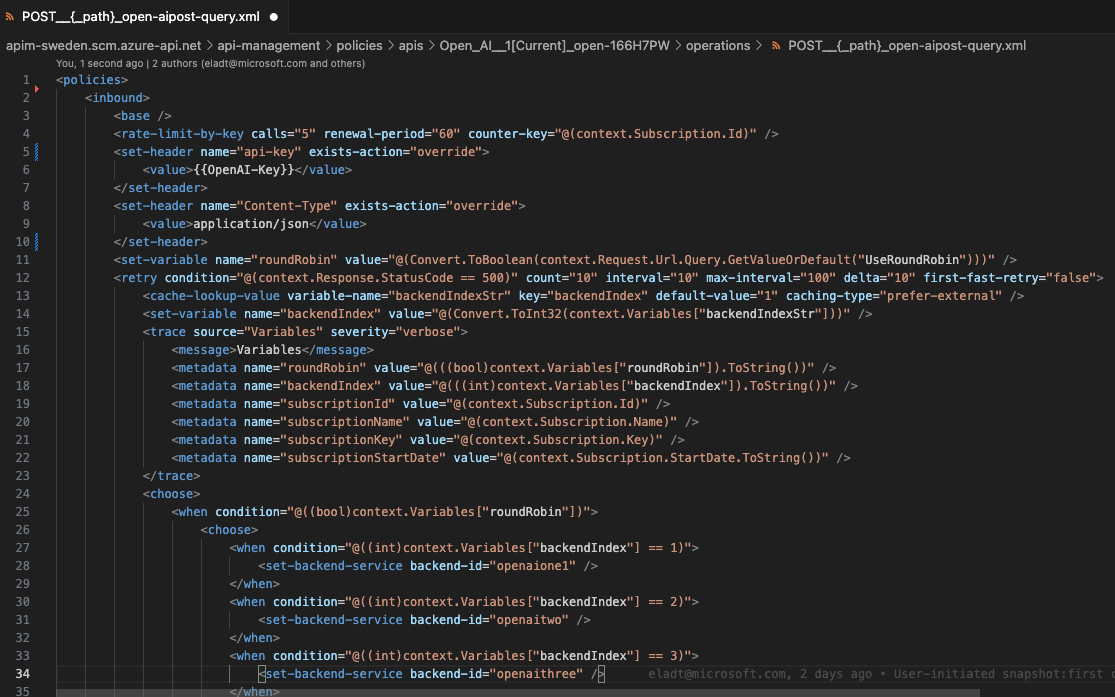 POST__{_path}_open-aipost-query.xml
apim-sweden.scm.azure-api.net > api-management > policies > apis > Open_AI__1[Current]_open-166H7PW > operations > POST__{_path}_open-aipost-query.xml
You, 1 second ago | 2 authors (eladt@microsoft.com and others)
1 <policies>
2 <inbound>
3 <base />
4 <rate-limit-by-key calls="5" renewal-period="60" counter-key="@(context.Subscription.Id)" />
5 <set-header name="api-key" exists-action="override">
6 <value>{{OpenAI-Key}}</value>
7 </set-header>
8 <set-header name="Content-Type" exists-action="override">
9 <value>application/json</value>
10 </set-header>
11 <set-variable name="roundRobin" value="@(Convert.ToBoolean(context.Request.Url.Query.GetValueOrDefault("UseRoundRobin")))" />
12 <retry condition="@(context.Response.StatusCode == 500)" count="10" interval="10" max-interval="100" delta="10" first-fast-retry="false">
13 <cache-lookup-value variable-name="backendIndexStr" key="backendIndex" default-value="1" caching-type="prefer-external" />
14 <set-variable name="backendIndex" value="@(Convert.ToInt32(context.Variables["backendIndexStr"]))" />
15 <trace source="Variables" severity="verbose">
16 <message>Variables</message>
17 <metadata name="roundRobin" value="@(((bool)context.Variables["roundRobin"]).ToString())" />
18 <metadata name="backendIndex" value="@(((int)context.Variables["backendIndex"]).ToString())" />
19 <metadata name="subscriptionId" value="@(context.Subscription.Id)" />
20 <metadata name="subscriptionName" value="@(context.Subscription.Name)" />
21 <metadata name="subscriptionKey" value="@(context.Subscription.Key)" />
22 <metadata name="subscriptionStartDate" value="@(context.Subscription.StartDate.ToString())" />
23 </trace>
24 <choose>
25 <when condition="@((bool)context.Variables["roundRobin"])">
26 <choose>
27 <when condition="@((int)context.Variables["backendIndex"] == 1)">
28 <set-backend-service backend-id="openaione1" />
29 </when>
30 <when condition="@((int)context.Variables["backendIndex"] == 2)">
31 <set-backend-service backend-id="openaitwo" />
32 </when>
33 <when condition="@((int)context.Variables["backendIndex"] == 3)">
34 <set-backend-service backend-id="openaithree" /> eladt@microsoft.com, 2 days ago • User-initiated snapshot:first
35 </when>